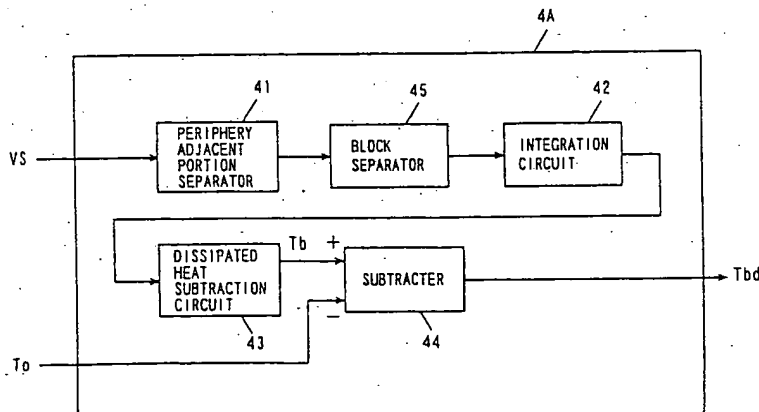 4A
41
45
42
VS
PERIPHERY
ADJACENT
PORTION
SEPARATOR
BLOCK
SEPARATOR
INTEGRATION
CIRCUIT
Tb +
DISSIPATED
HEAT
SUBTRACTION
CIRCUIT
SUBTRACTER
Tbd
−
43
44
To